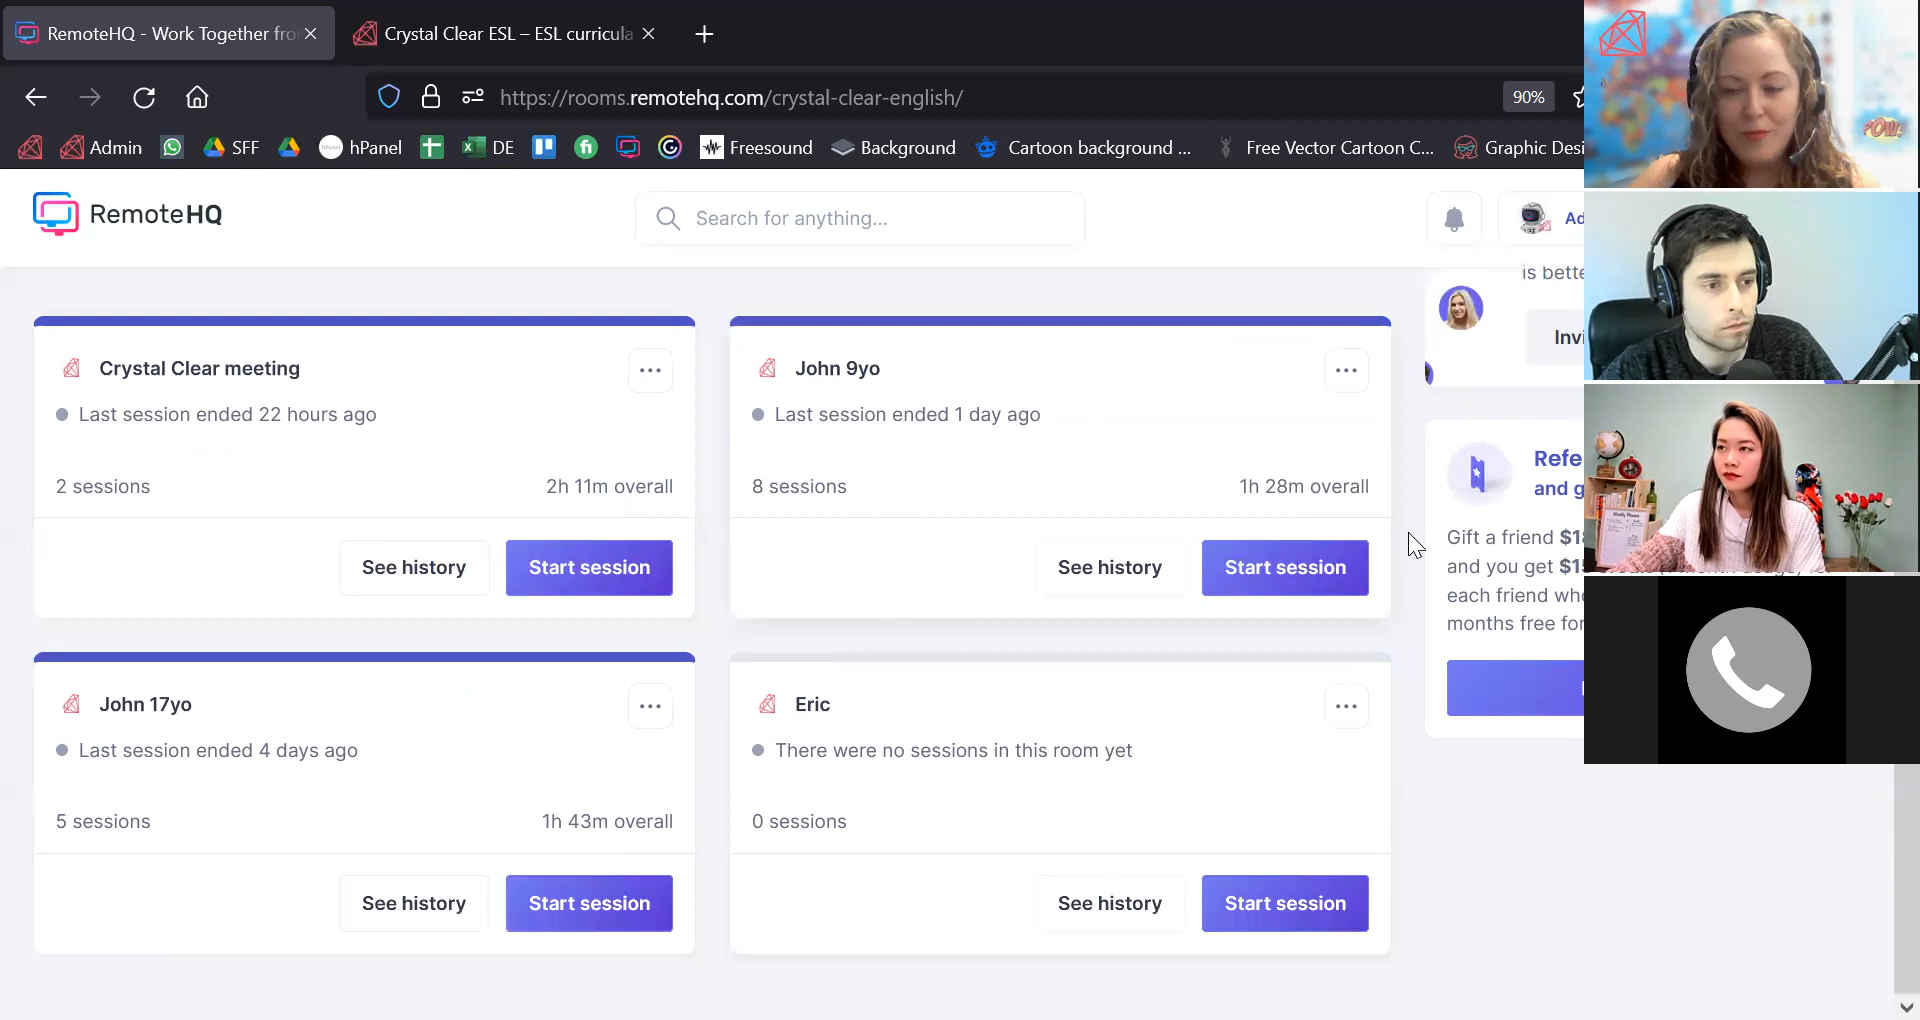 RemoteHQ - Work Together fro
Crystal Clear ESL – ESL curricula
https://rooms.remotehq.com/crystal-clear-english/
90%
Admin
SFF
hPanel
DE
Freesound
Background
Cartoon background ...
Free Vector Cartoon C...
Graphic Desi
POW!
RemoteHQ
Search for anything...
Ad
is bette
Invi
Crystal Clear meeting
Last session ended 22 hours ago
2 sessions
2h 11m overall
See history
Start session
John 9yo
Last session ended 1 day ago
8 sessions
1h 28m overall
See history
Start session
Refe
and g
Gift a friend $1
and you get $1
each friend who
months free for
John 17yo
Last session ended 4 days ago
5 sessions
1h 43m overall
See history
Start session
Eric
There were no sessions in this room yet
0 sessions
See history
Start session